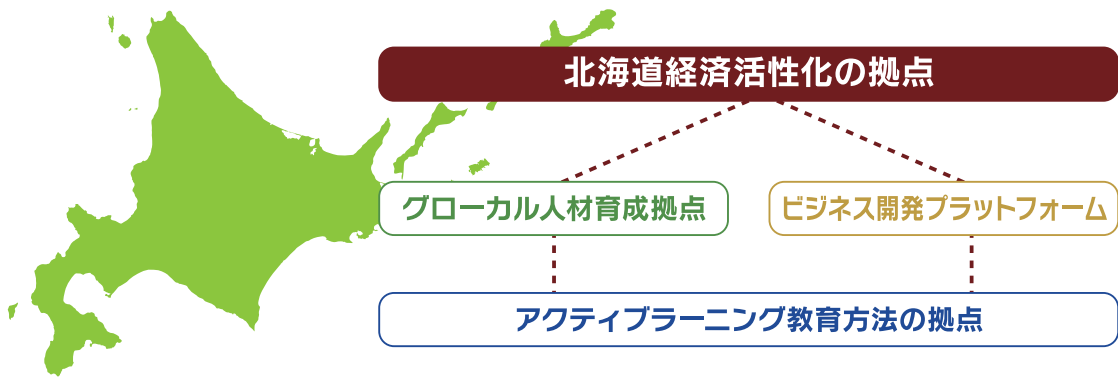 北海道経済活性化の拠点
グローカル人材育成拠点
ビジネス開発プラットフォーム
アクティブラーニング教育方法の拠点